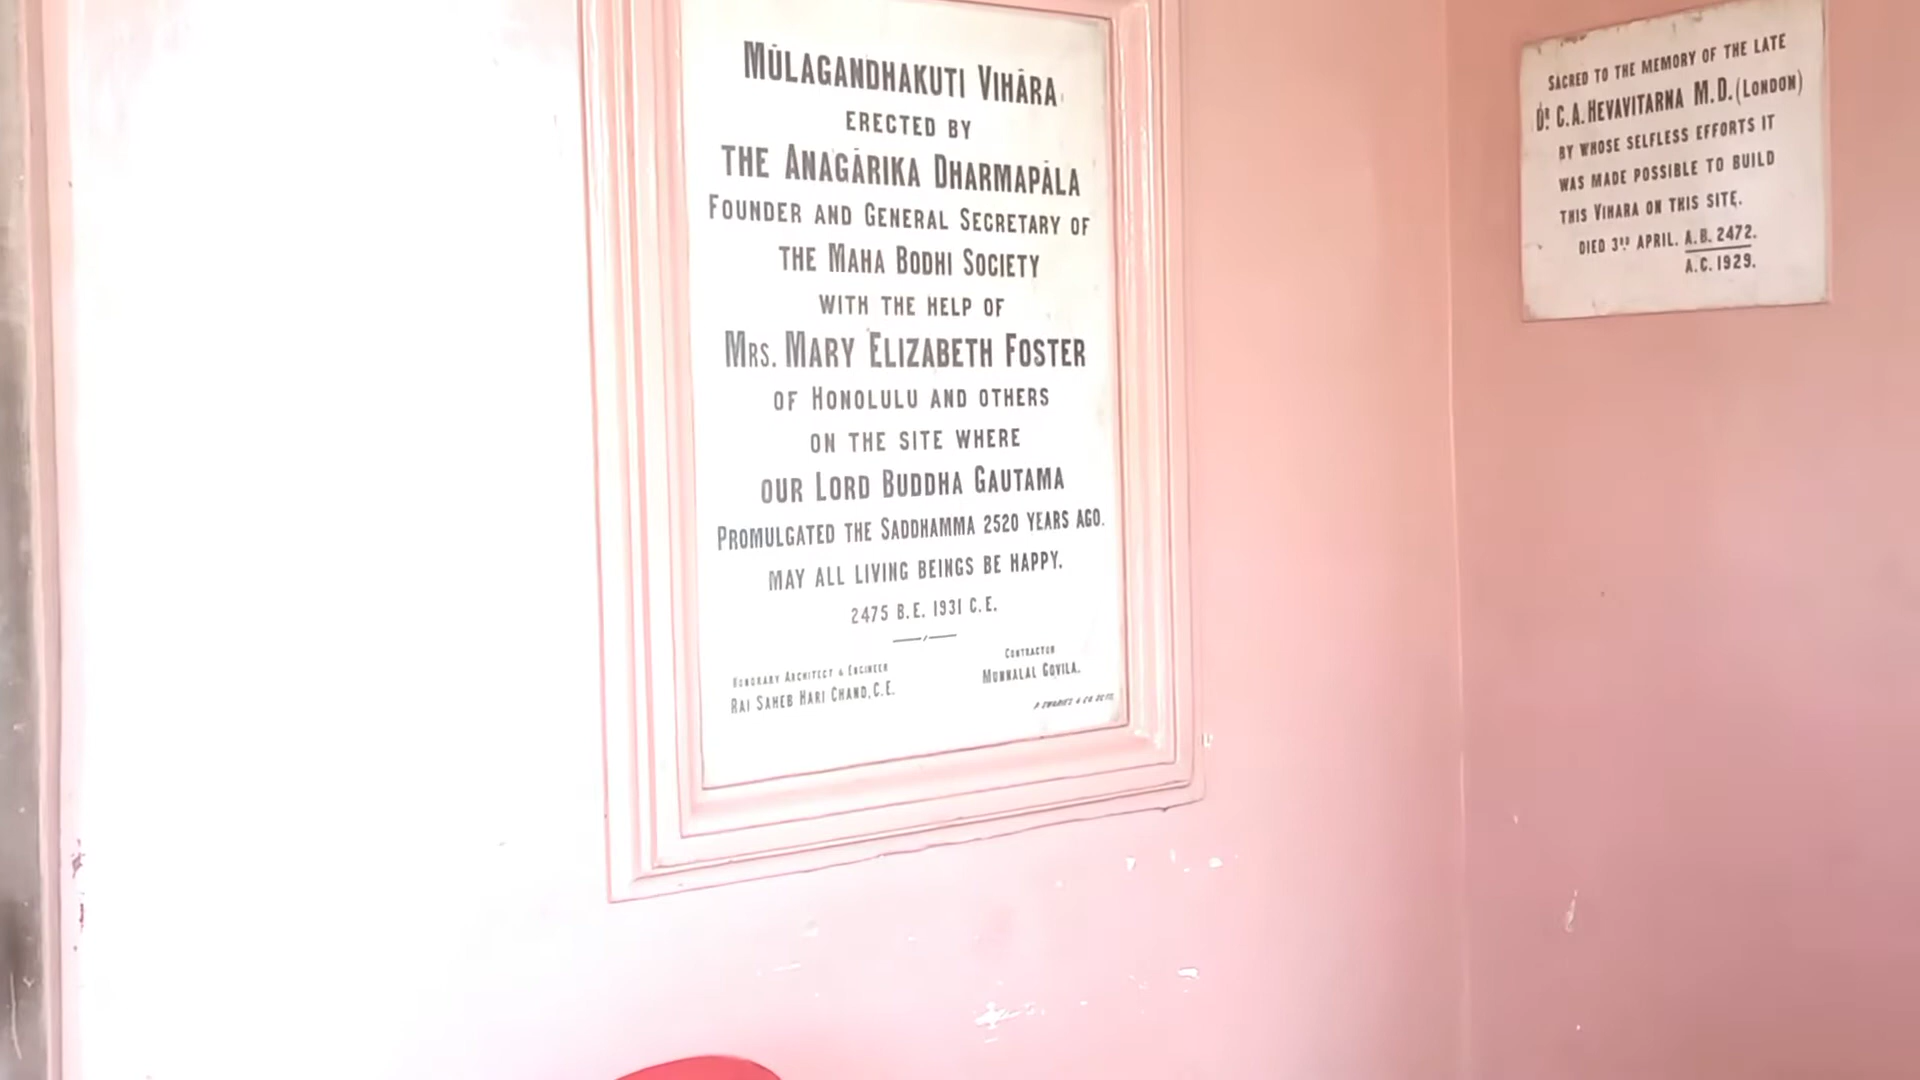 MŪLAGANDHAKUTI VIHĀRA
ERECTED BY
THE ANAGĀRIKA DHARMAPĀLA
FOUNDER AND GENERAL SECRETARY OF
THE MAHA BODHI SOCIETY
WITH THE HELP OF
MRS. MARY ELIZABETH FOSTER
OF HONOLULU AND OTHERS
ON THE SITE WHERE
OUR LORD BUDDHA GAUTAMA
PROMULGATED THE SADDHAMMA 2520 YEARS AGO.
MAY ALL LIVING BEINGS BE HAPPY.
2475 B.E. 1931 C.E.
HONORARY ARCHITECT & ENGINEER
RAI SAHEB HARI CHAND, C.E.
CONTRACTOR
MUNNALAL GOVILA.
SACRED TO THE MEMORY OF THE LATE
DR C.A. HEVAVITARNA M.D. (LONDON)
BY WHOSE SELFLESS EFFORTS IT
WAS MADE POSSIBLE TO BUILD
THIS VIHARA ON THIS SITE.
DIED 3RD APRIL. A.B. 2472.
A.C. 1929.